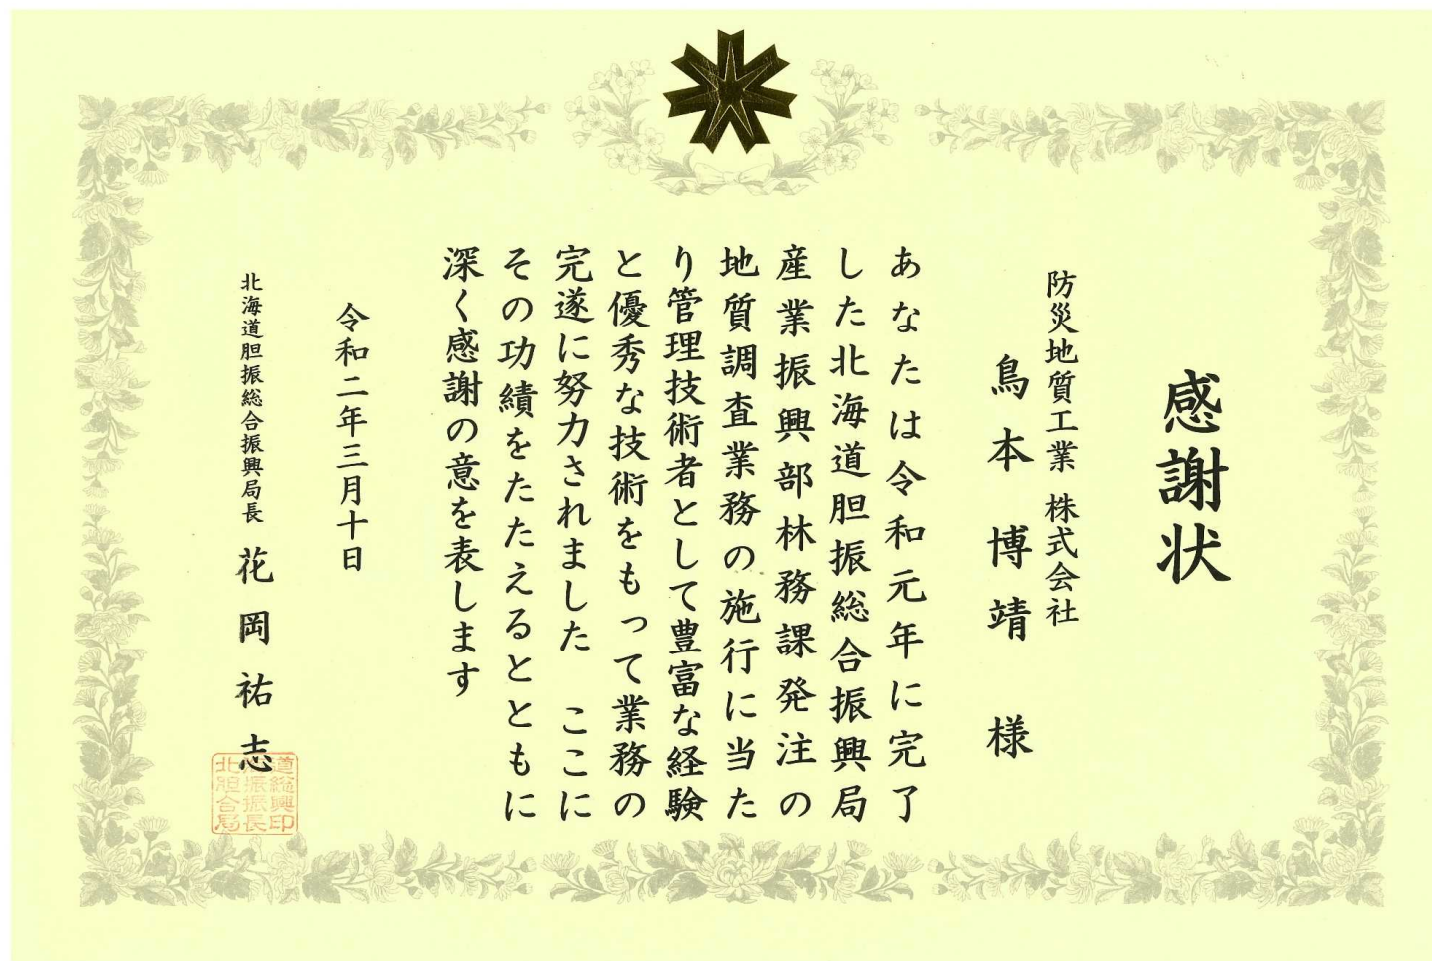 感謝状
防災地質工業 株式会社
鳥本 博靖 様
あなたは令和元年に完了
した北海道胆振総合振興局
産業振興部林務課発注の
地質調査業務の施行に当た
り管理技術者として豊富な経験
と優秀な技術をもって業務の
完遂に努力されました ここに
その功績をたたえるとともに
深く感謝の意を表します
令和二年三月十日
北海道胆振総合振興局長 花岡祐志